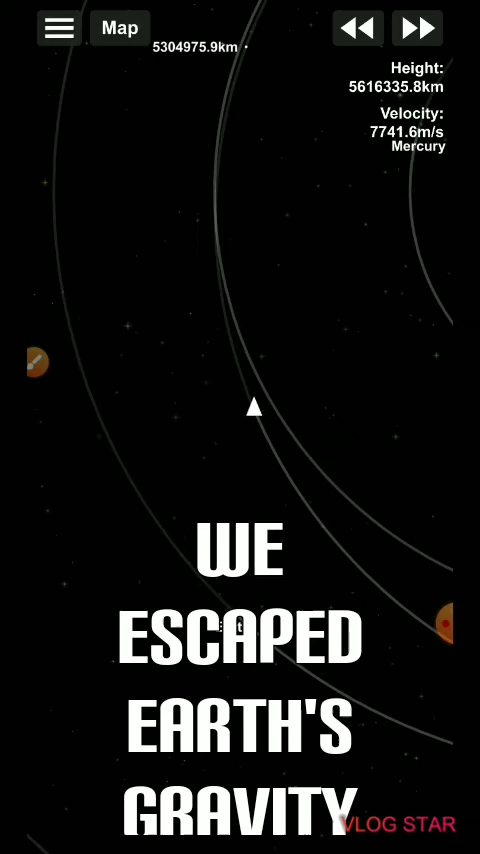 Map
5304975.9km
Height:
5616335.8km
Velocity:
7741.6m/s
Mercury
WE
ESCAPED
EARTH'S
GRAVITY
VLOG STAR